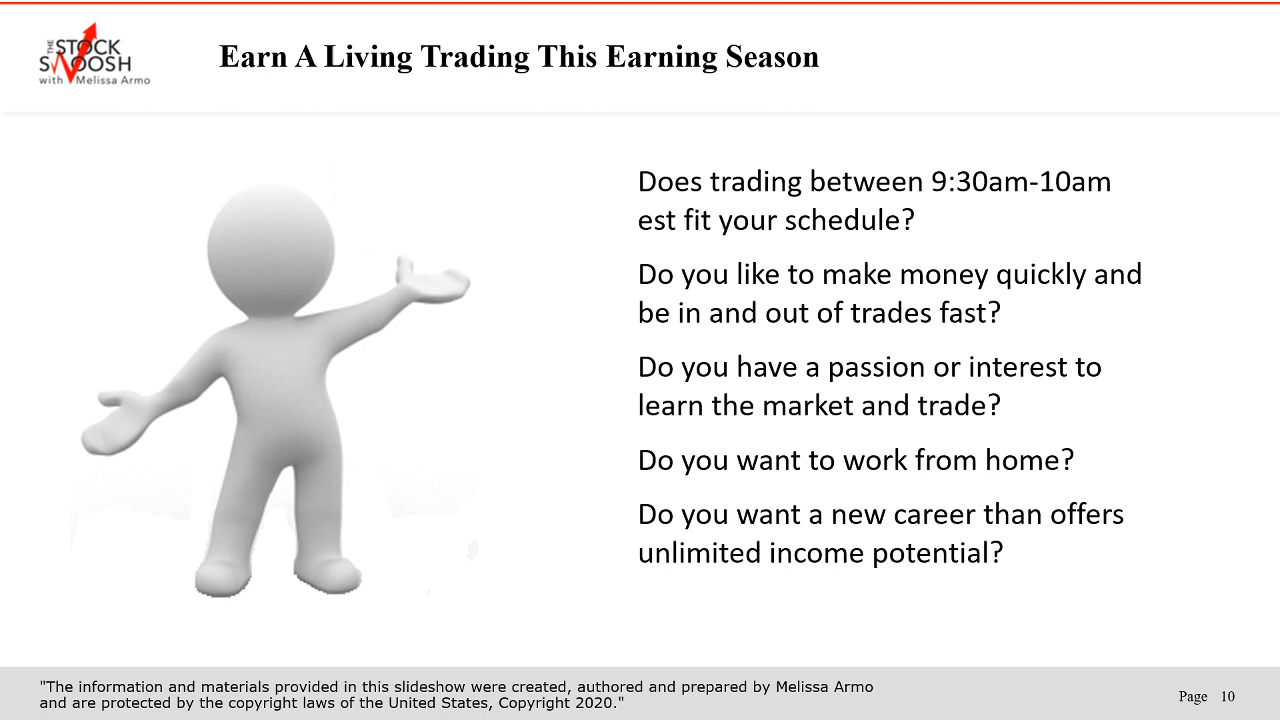 THE
STOCK
SWOOSH
with Melissa Armo
Earn A Living Trading This Earning Season
Does trading between 9:30am-10am
est fit your schedule?
Do you like to make money quickly and
be in and out of trades fast?
Do you have a passion or interest to
learn the market and trade?
Do you want to work from home?
Do you want a new career than offers
unlimited income potential?
"The information and materials provided in this slideshow were created, authored and prepared by Melissa Armo
and are protected by the copyright laws of the United States, Copyright 2020."
Page 10